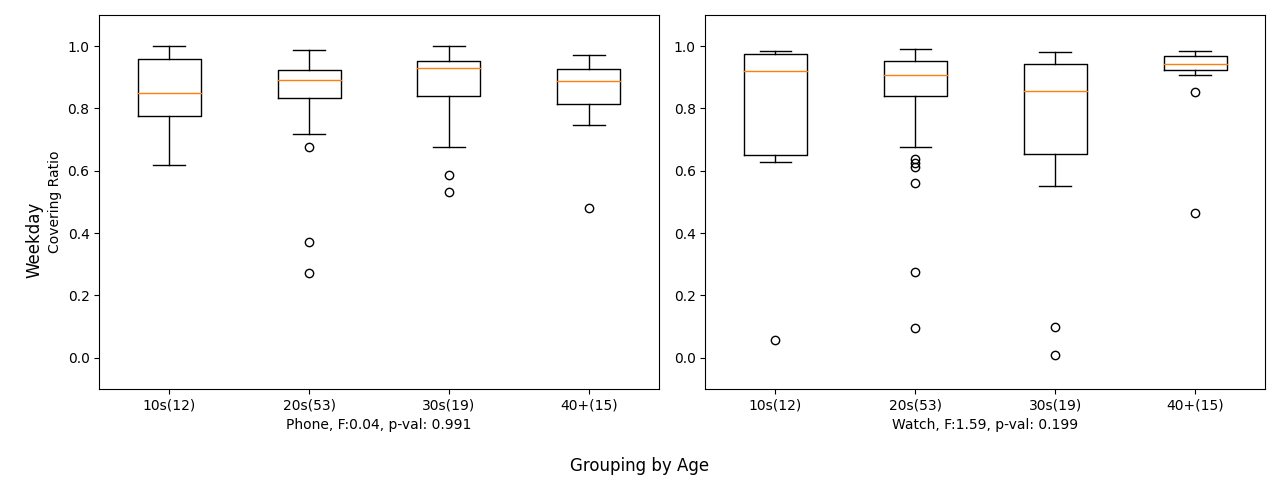 Weekday
Covering Ratio
1.0
0.8
0.6
0.4
0.2
0.0
10s(12) 20s(53) 30s(19) 40+(15)
Phone, F:0.04, p-val: 0.991
1.0
0.8
0.6
0.4
0.2
0.0
10s(12) 20s(53) 30s(19) 40+(15)
Watch, F:1.59, p-val: 0.199
Grouping by Age